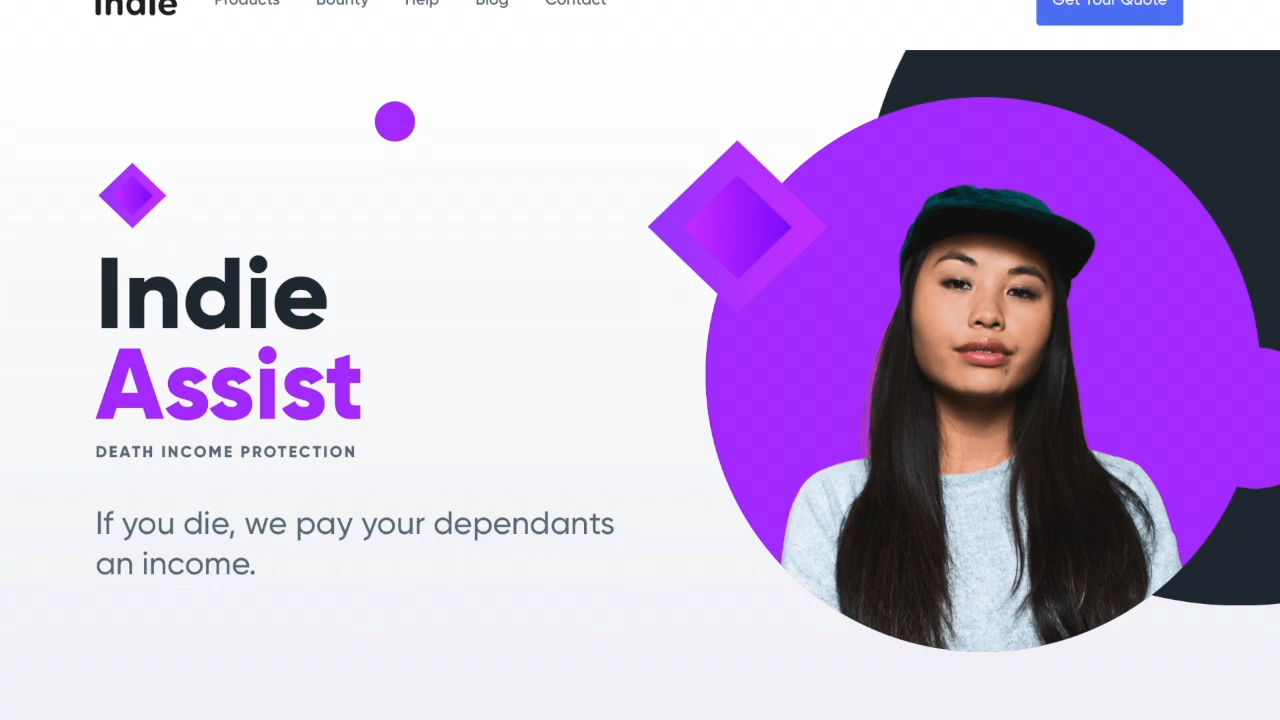 Indie Products Bounty Help Blog Contact Get Your Quote
Indie
Assist
DEATH INCOME PROTECTION
If you die, we pay your dependants
an income.